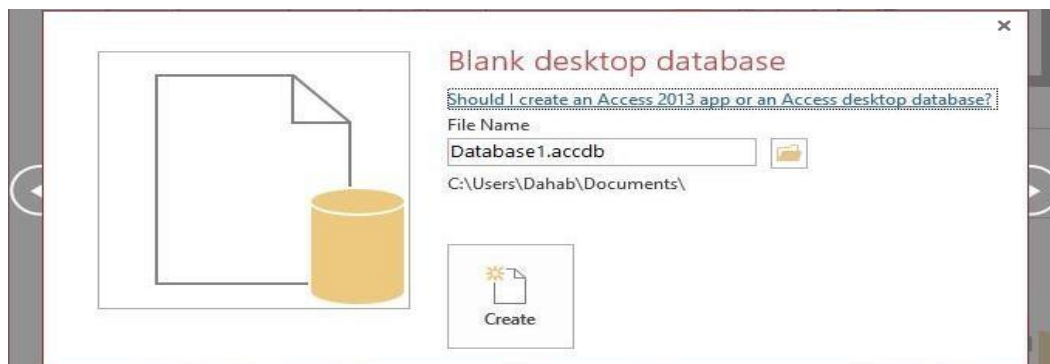 Blank desktop database
Should I create an Access 2013 app or an Access desktop database?
File Name
Database1.accdb
C:\Users\Dahab\Documents\
Create